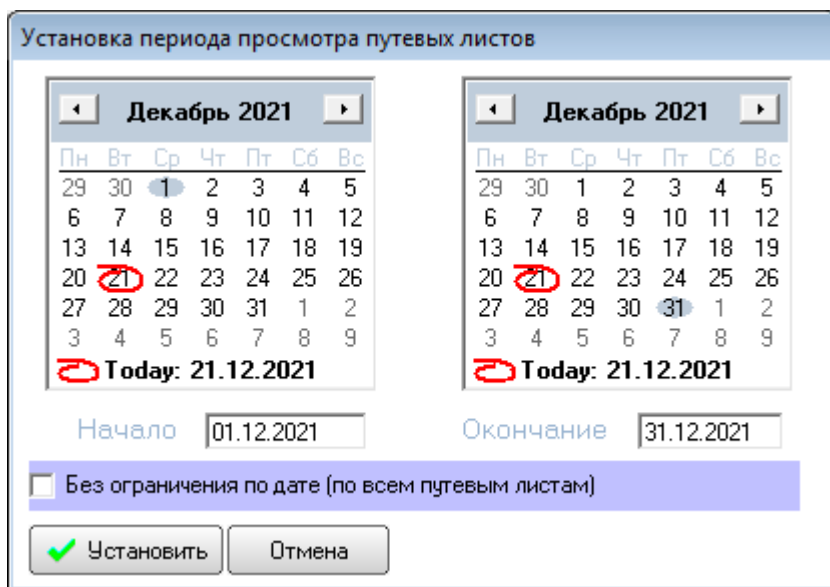 Установка периода просмотра путевых листов
Декабрь 2021 Декабрь 2021
Пн Вт Ср Чт Пт Сб Вс Пн Вт Ср Чт Пт Сб Вс
29 30 1 2 3 4 5 29 30 1 2 3 4 5
6 7 8 9 10 11 12 6 7 8 9 10 11 12
13 14 15 16 17 18 19 13 14 15 16 17 18 19
20 21 22 23 24 25 26 20 21 22 23 24 25 26
27 28 29 30 31 1 2 27 28 29 30 31 1 2
3 4 5 6 7 8 9 3 4 5 6 7 8 9
Today: 21.12.2021 Today: 21.12.2021
Начало 01.12.2021 Окончание 31.12.2021
Без ограничения по дате (по всем путевым листам)
Установить Отмена